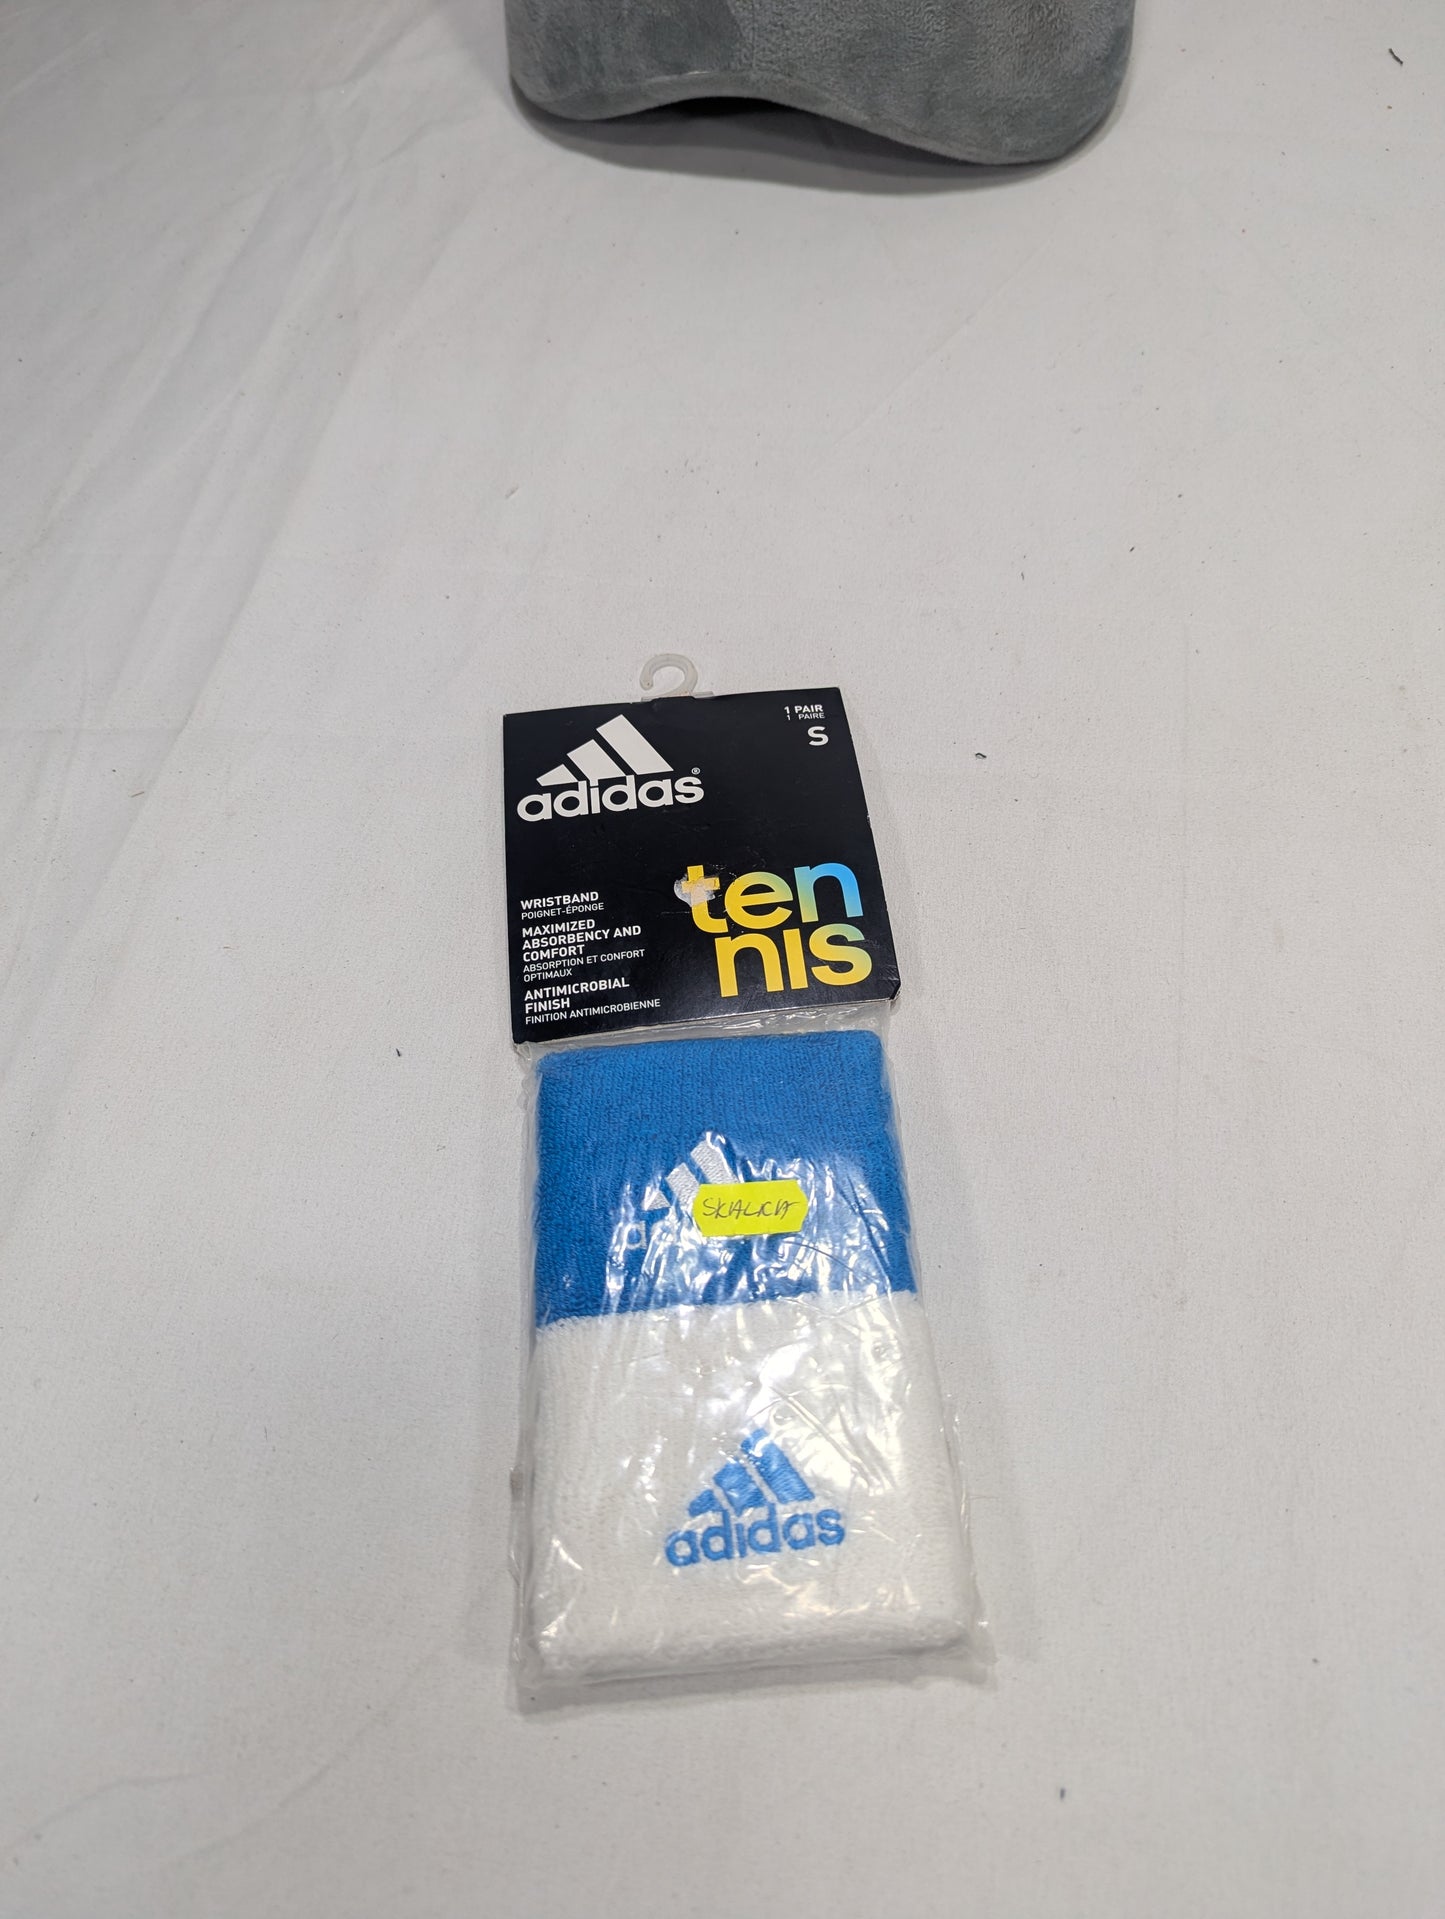 1 PAIR
1 PAIRE
S
adidas®
ten
nis
WRISTBAND
POIGNET-ÉPONGE
MAXIMIZED
ABSORBENCY AND
COMFORT
ABSORPTION ET CONFORT
OPTIMAUX
ANTIMICROBIAL
FINISH
FINITION ANTIMICROBIENNE
SKALICA
adidas